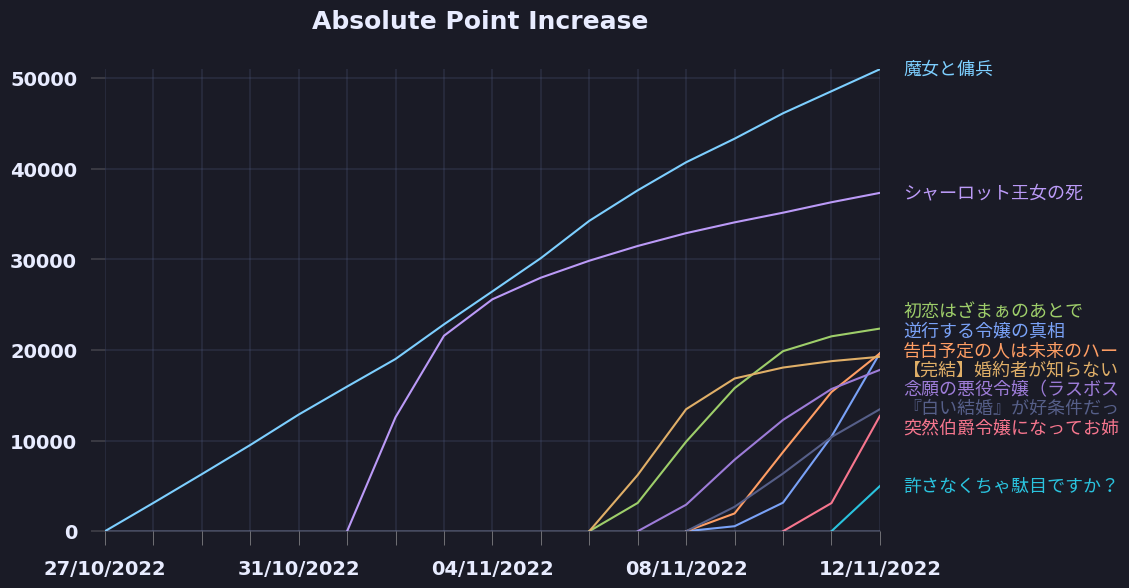 Absolute Point Increase
50000
40000
30000
20000
10000
0
27/10/2022
31/10/2022
04/11/2022
08/11/2022
12/11/2022
魔女と傭兵
シャーロット王女の死
初恋はざまぁのあとで
逆行する令嬢の真相
告白予定の人は未来のハー
【完結】婚約者が知らない
念願の悪役令嬢（ラスボス
『白い結婚』が好条件だっ
突然伯爵令嬢になってお姉
許さなくちゃ駄目ですか？